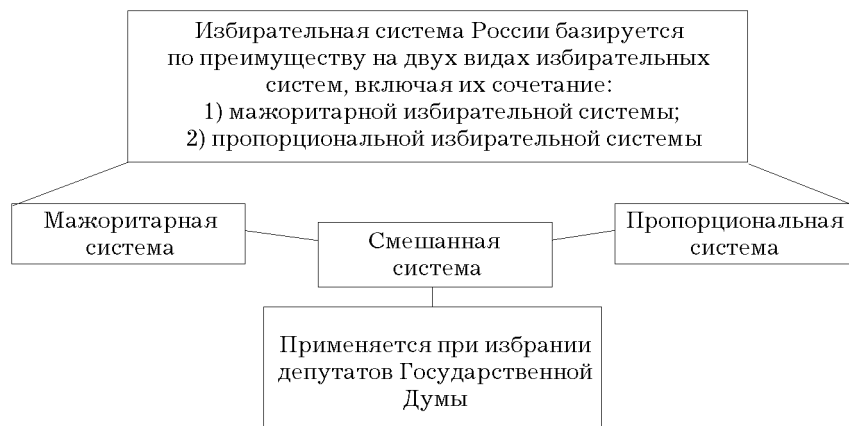 Избирательная система России базируется
по преимуществу на двух видах избирательных
систем, включая их сочетание:
1) мажоритарной избирательной системы;
2) пропорциональной избирательной системы
Мажоритарная
система
Смешанная
система
Пропорциональная
система
Применяется при избрании
депутатов Государственной
Думы